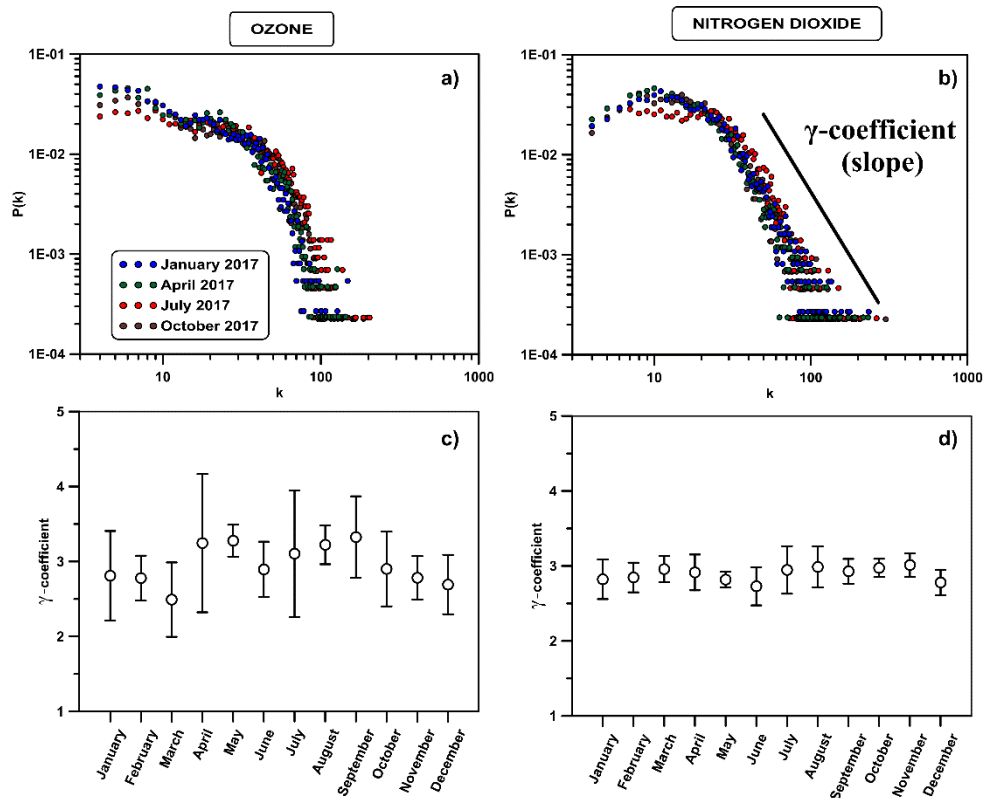 OZONE
NITROGEN DIOXIDE
a)
1E-01
1E-02
1E-03
1E-04
P(k)
10
100
1000
k
January 2017
April 2017
July 2017
October 2017
b)
1E-01
1E-02
1E-03
1E-04
P(k)
10
100
1000
k
γ-coefficient
(slope)
c)
5
4
3
2
1
γ-coefficient
January
February
March
April
May
June
July
August
September
October
November
December
d)
5
4
3
2
1
γ-coefficient
January
February
March
April
May
June
July
August
September
October
November
December